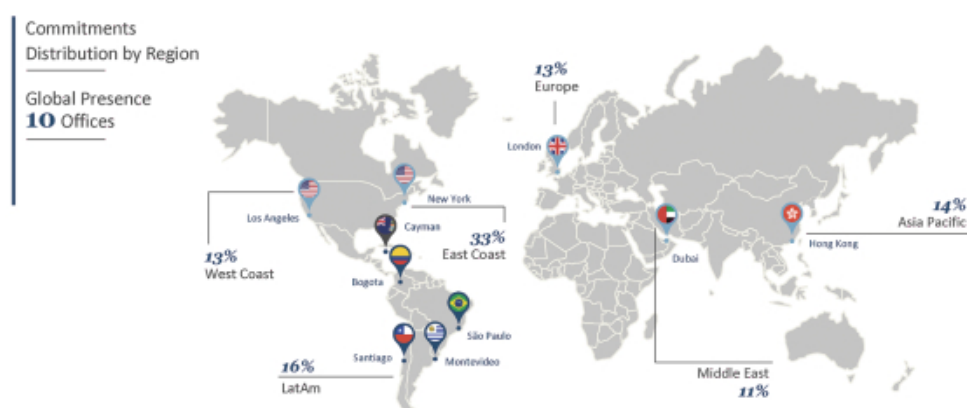 Commitments
Distribution by Region
Global Presence
10 Offices
13%
Europe
London
New York
Los Angeles
Cayman
14%
Asia Pacific
33%
East Coast
Hong Kong
13%
West Coast
Dubai
Bogota
São Paulo
Santiago
Montevideo
16%
LatAm
Middle East
11%